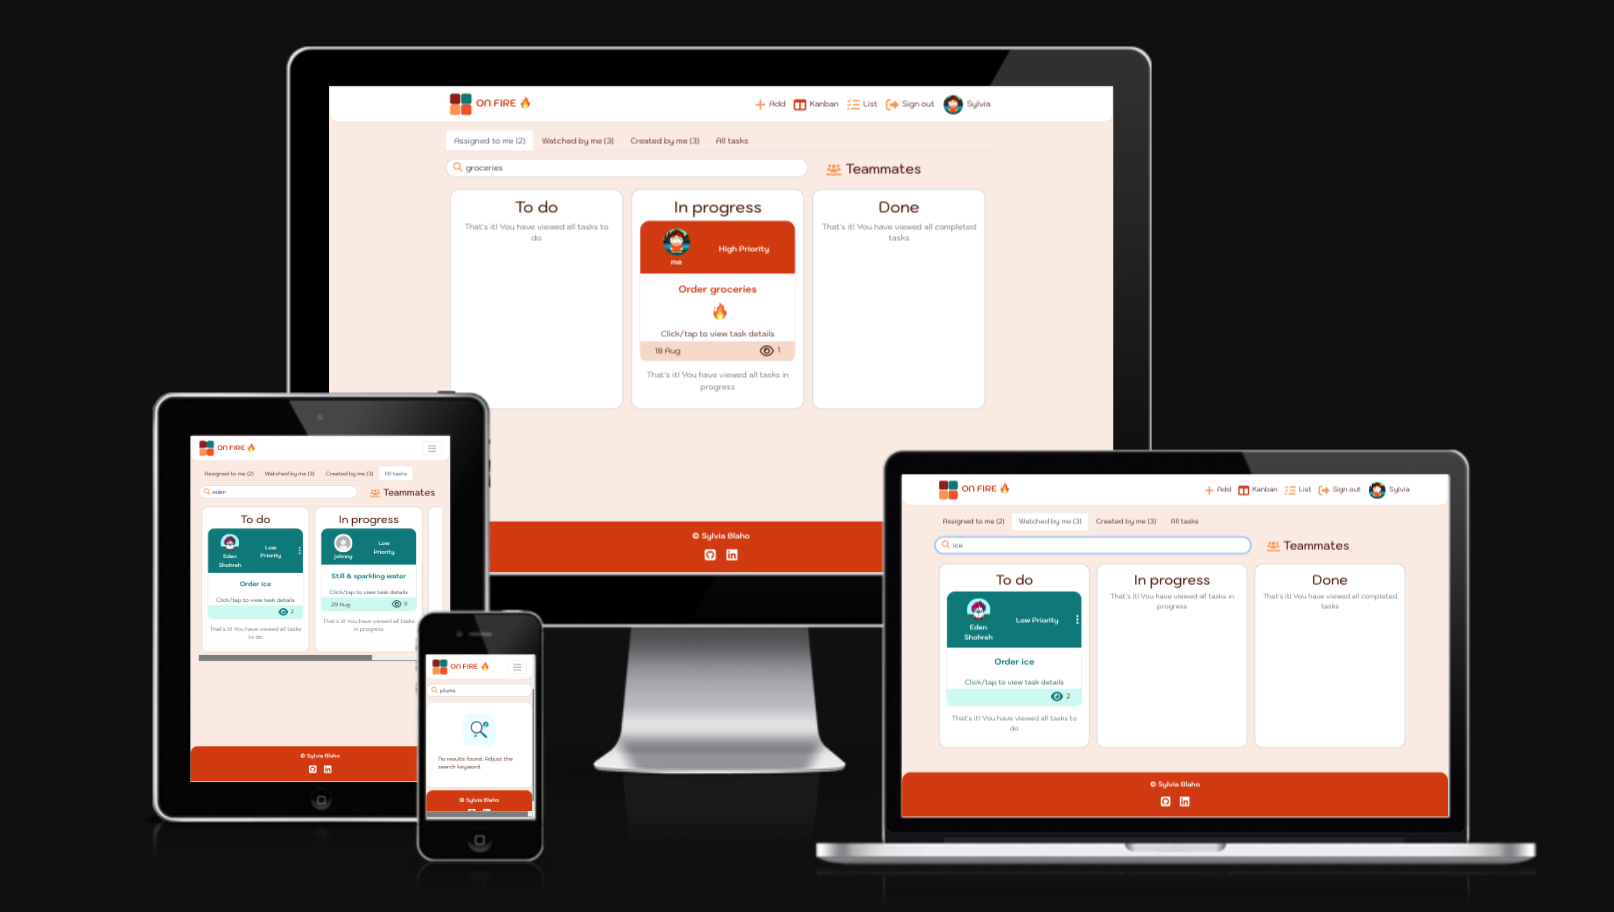 ON FIRE 🔥
Add
Kanban
List
Sign out
Sylvia
Assigned to me (2)
Watched by me (3)
Created by me (3)
All tasks
groceries
Teammates
To do
That's it! You have viewed all tasks to
do
In progress
me
High Priority
Order groceries
🔥
Click/tap to view task details
18 Aug
1
That's it! You have viewed all tasks in
progress
Done
That's it! You have viewed all completed
tasks
© Sylvia Blaho
ON FIRE 🔥
Assigned to me (2)
Watched by me (3)
Created by me (3)
All tasks
eden
Teammates
To do
Eden
Shohreh
Low
Priority
Order ice
Click/tap to view task details
2
That's it! You have viewed all tasks
to do
In progress
johnny
Low
Priority
Still & sparkling water
Click/tap to view task details
29 Aug
0
That's it! You have viewed all tasks
in progress
© Sylvia Blaho
ON FIRE 🔥
No results found. Adjust the
search keyword.
© Sylvia Blaho
ON FIRE 🔥
Add
Kanban
List
Sign out
Sylvia
Assigned to me (2)
Watched by me (3)
Created by me (3)
All tasks
ice
Teammates
To do
Eden
Shohreh
Low Priority
Order ice
Click/tap to view task details
2
That's it! You have viewed all tasks to
do
In progress
That's it! You have viewed all tasks in
progress
Done
That's it! You have viewed all completed
tasks
© Sylvia Blaho